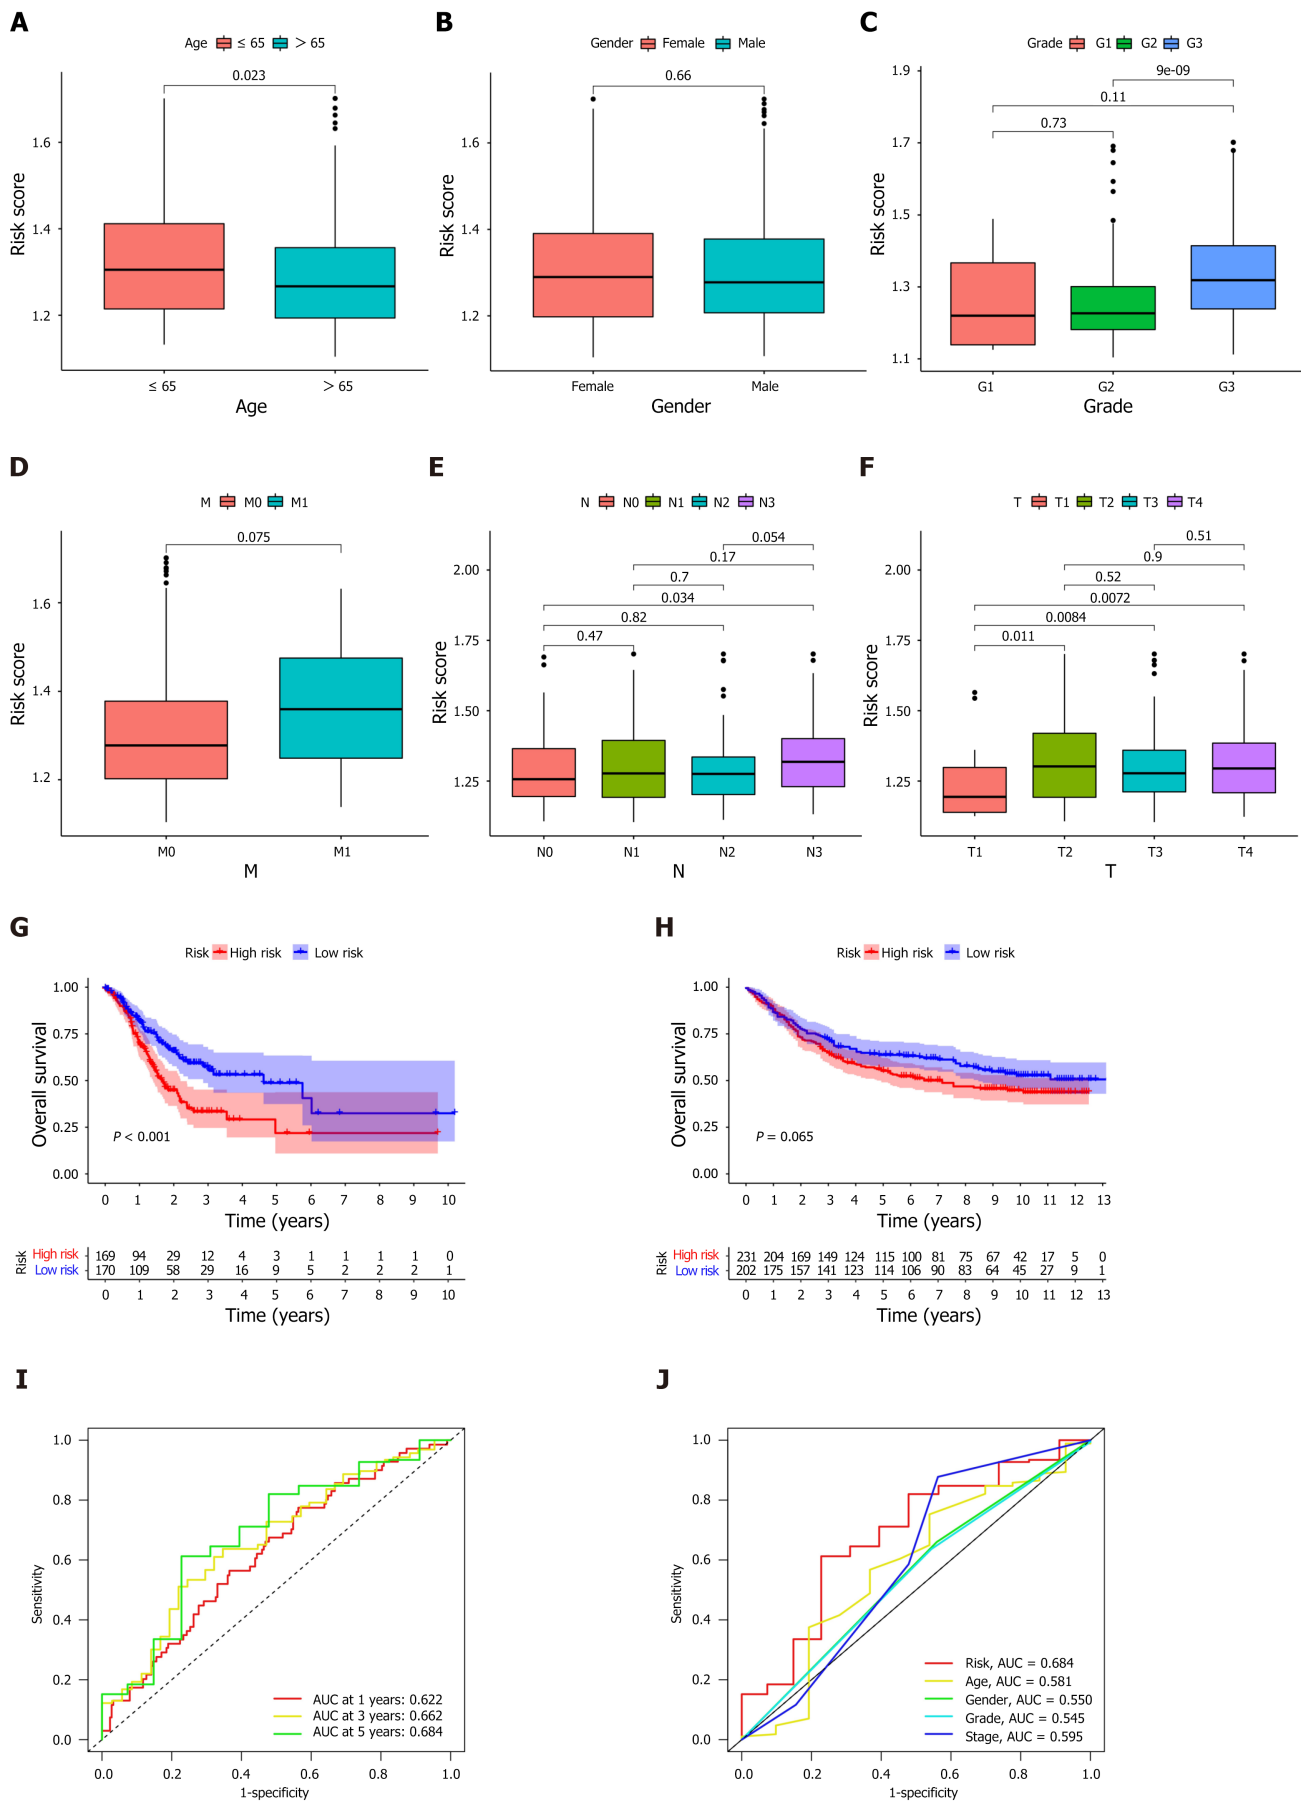 A
Age ≤ 65 > 65
0.023
1.6
1.4
1.2
Risk score
≤ 65 > 65
Age
B
Gender Female Male
0.66
1.6
1.4
1.2
Risk score
Female Male
Gender
C
Grade G1 G2 G3
9e-09
0.11
0.73
1.9
1.7
1.5
1.3
1.1
Risk score
G1 G2 G3
Grade
D
M M0 M1
0.075
1.6
1.4
1.2
Risk score
M0 M1
M
E
N N0 N1 N2 N3
0.054
0.17
0.7
0.034
0.82
0.47
2.00
1.75
1.50
1.25
Risk score
N0 N1 N2 N3
N
F
T T1 T2 T3 T4
0.51
0.9
0.52
0.0072
0.0084
0.011
2.00
1.75
1.50
1.25
Risk score
T1 T2 T3 T4
T
G
Risk High risk Low risk
1.00
0.75
0.50
0.25
0.00
Overall survival
P < 0.001
0 1 2 3 4 5 6 7 8 9 10
Time (years)
Risk
High risk 169 94 29 12 4 3 1 1 1 1 0
Low risk 170 109 58 29 16 9 5 2 2 2 1
0 1 2 3 4 5 6 7 8 9 10
Time (years)
H
Risk High risk Low risk
1.00
0.75
0.50
0.25
0.00
Overall survival
P = 0.065
0 1 2 3 4 5 6 7 8 9 10 11 12 13
Time (years)
Risk
High risk 231 204 169 149 124 115 100 81 75 67 42 17 5 0
Low risk 202 175 157 141 123 114 106 90 83 64 45 27 9 1
0 1 2 3 4 5 6 7 8 9 10 11 12 13
Time (years)
I
1.0
0.8
0.6
0.4
0.2
0.0
Sensitivity
AUC at 1 years: 0.622
AUC at 3 years: 0.662
AUC at 5 years: 0.684
0.0 0.2 0.4 0.6 0.8 1.0
1-specificity
J
1.0
0.8
0.6
0.4
0.2
0.0
Sensitivity
Risk, AUC = 0.684
Age, AUC = 0.581
Gender, AUC = 0.550
Grade, AUC = 0.545
Stage, AUC = 0.595
0.0 0.2 0.4 0.6 0.8 1.0
1-specificity